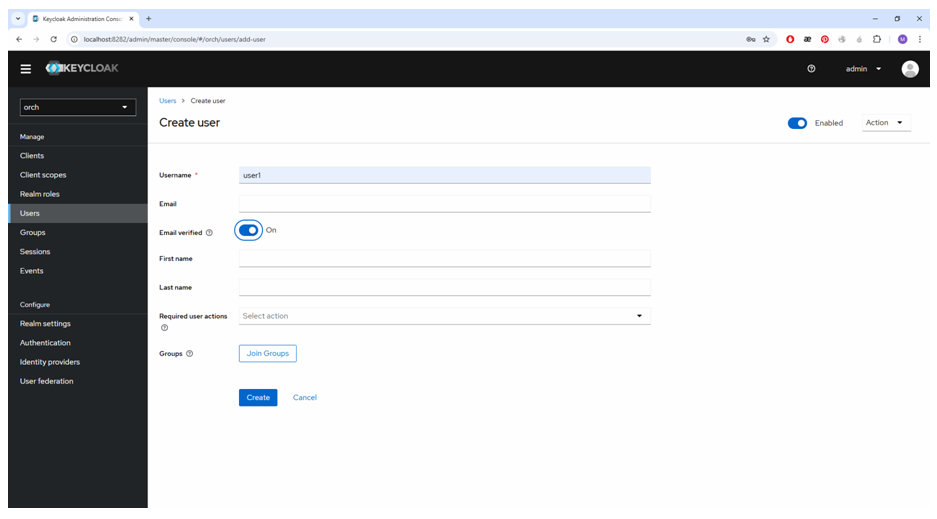 Keycloak Administration Conso
localhost:8282/admin/master/console/#/orch/users/add-user
KEYCLOAK
admin
orch
Manage
Clients
Client scopes
Realm roles
Users
Groups
Sessions
Events
Configure
Realm settings
Authentication
Identity providers
User federation
Users > Create user
Create user
Enabled
Action
Username *
user1
Email
Email verified
On
First name
Last name
Required user actions
Select action
Groups
Join Groups
Create
Cancel